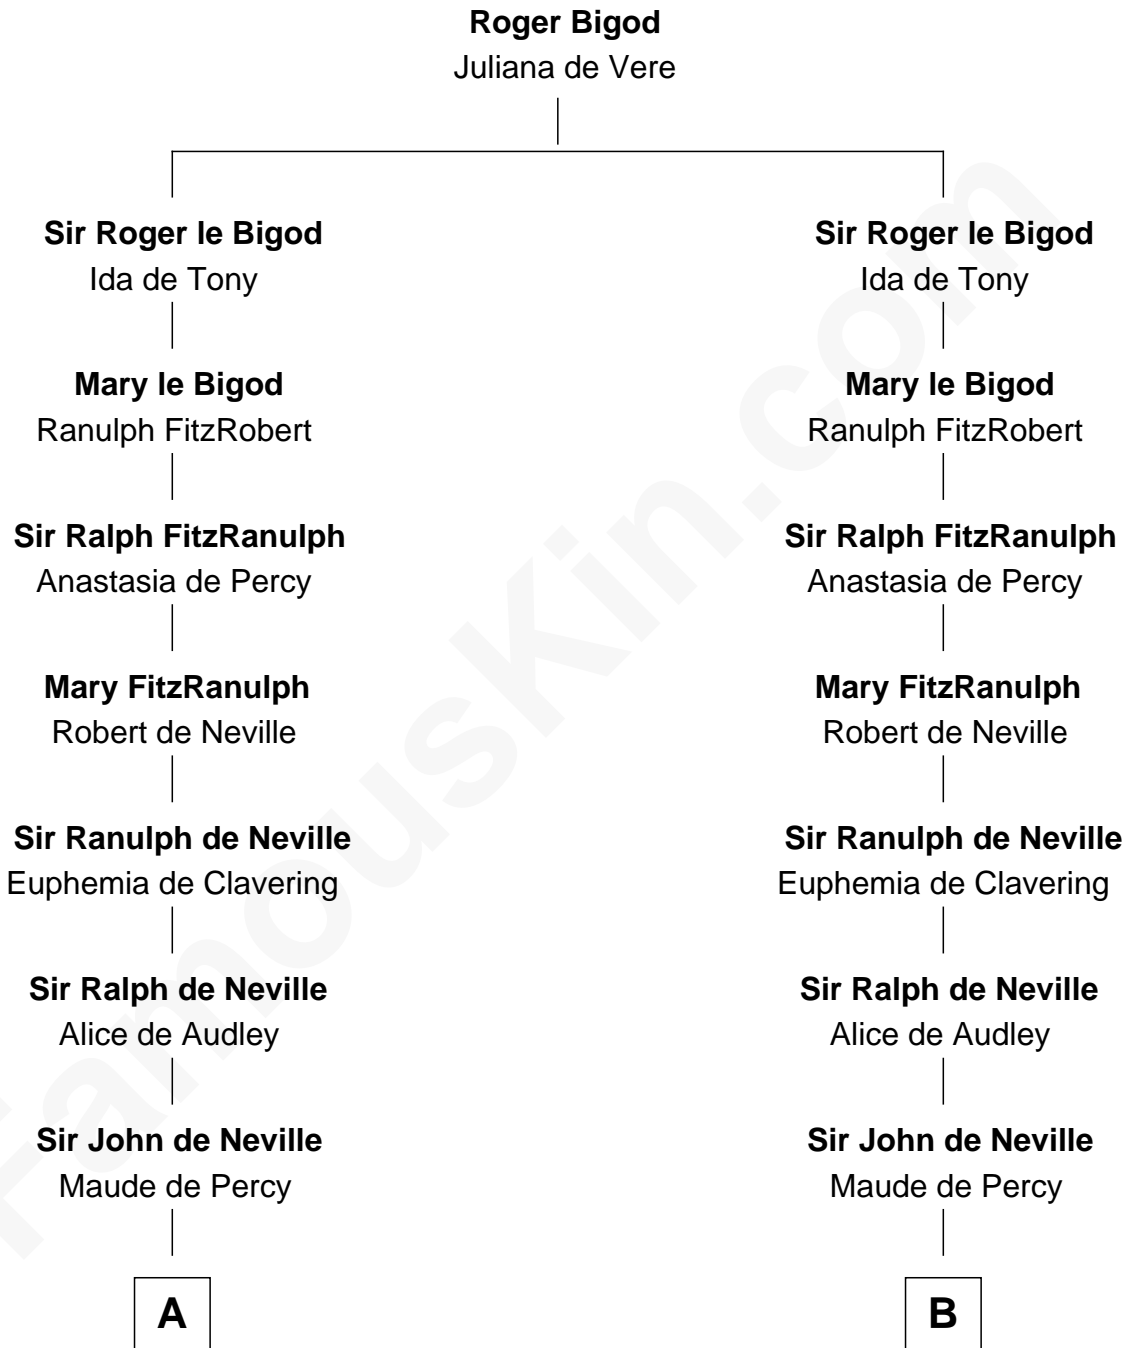 Roger Bigod
Juliana de Vere
Sir Roger le Bigod
Ida de Tony
Mary le Bigod
Ranulph FitzRobert
Sir Ralph FitzRanulph
Anastasia de Percy
Mary FitzRanulph
Robert de Neville
Sir Ranulph de Neville
Euphemia de Clavering
Sir Ralph de Neville
Alice de Audley
Sir John de Neville
Maude de Percy
A
Sir Roger le Bigod
Ida de Tony
Mary le Bigod
Ranulph FitzRobert
Sir Ralph FitzRanulph
Anastasia de Percy
Mary FitzRanulph
Robert de Neville
Sir Ranulph de Neville
Euphemia de Clavering
Sir Ralph de Neville
Alice de Audley
Sir John de Neville
Maude de Percy
B
FamousKin.com